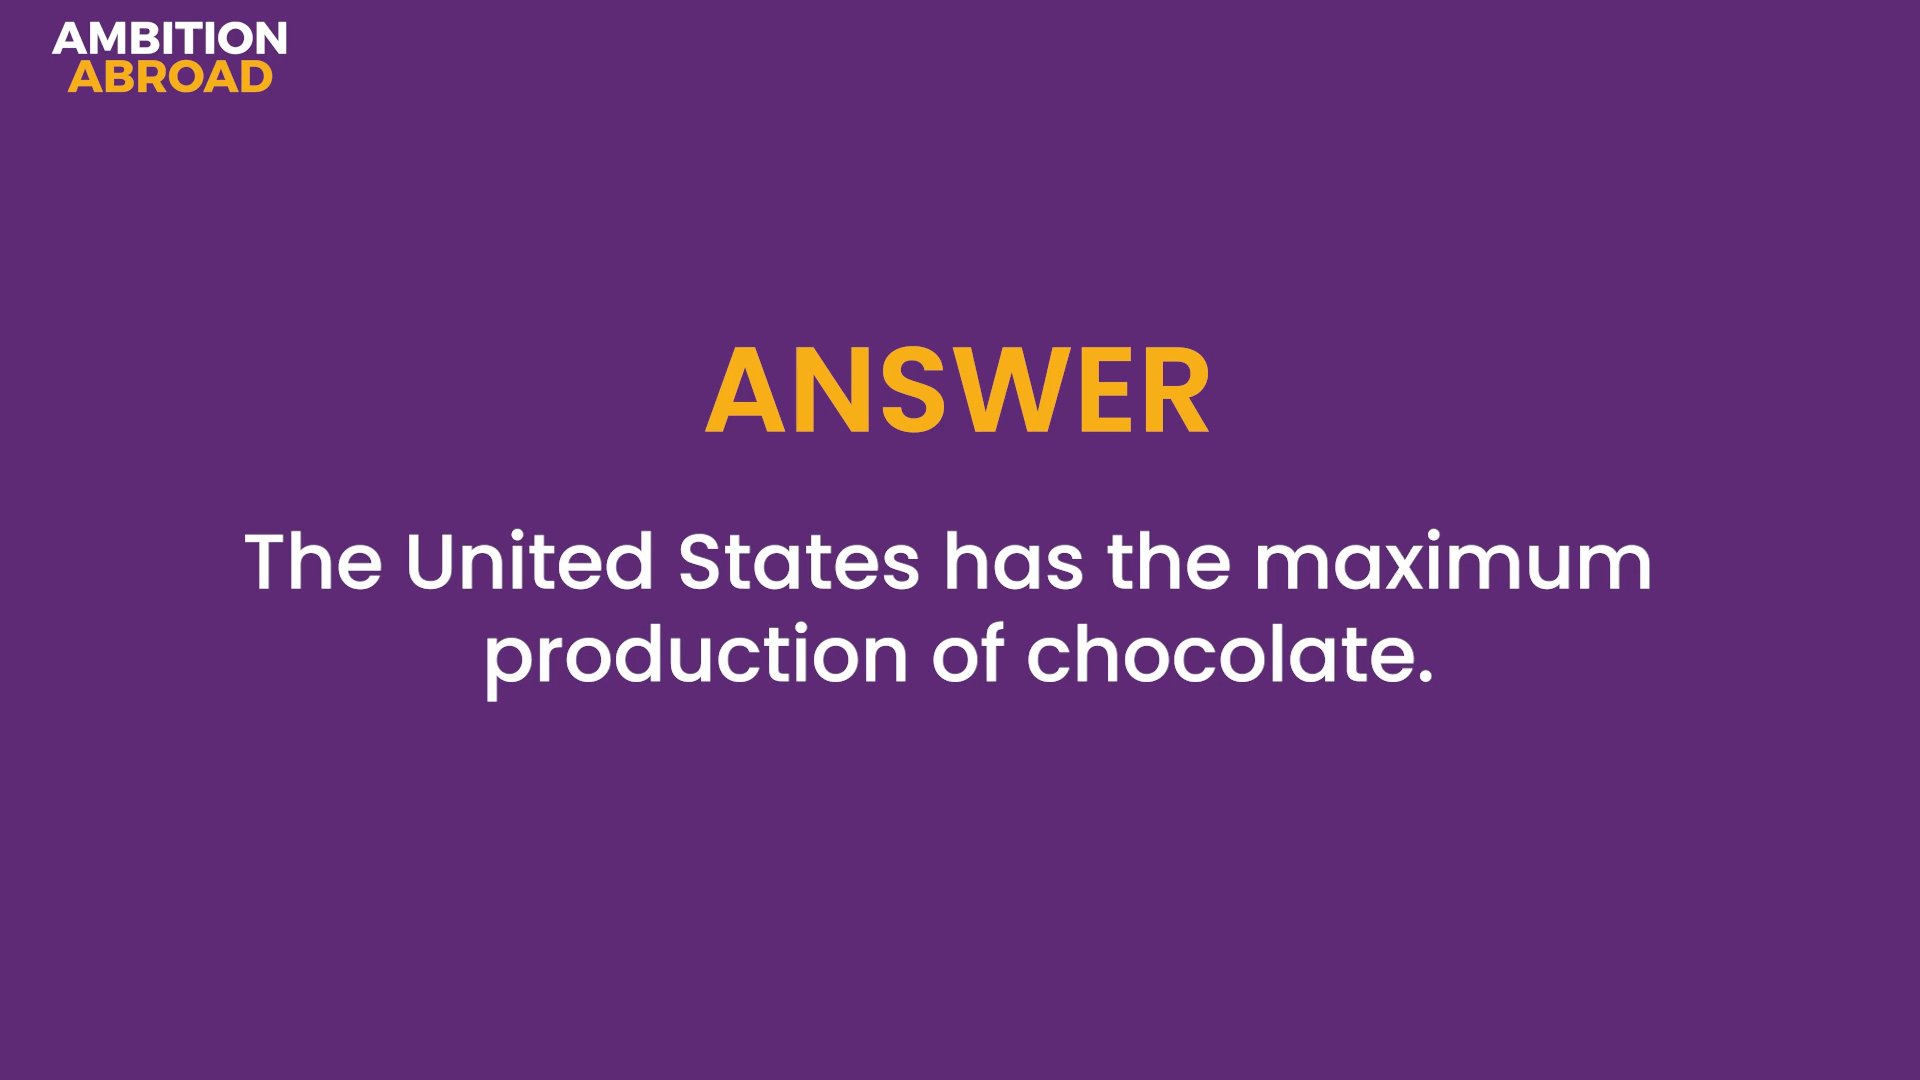 AMBITION
ABROAD
ANSWER
The United States has the maximum
production of chocolate.